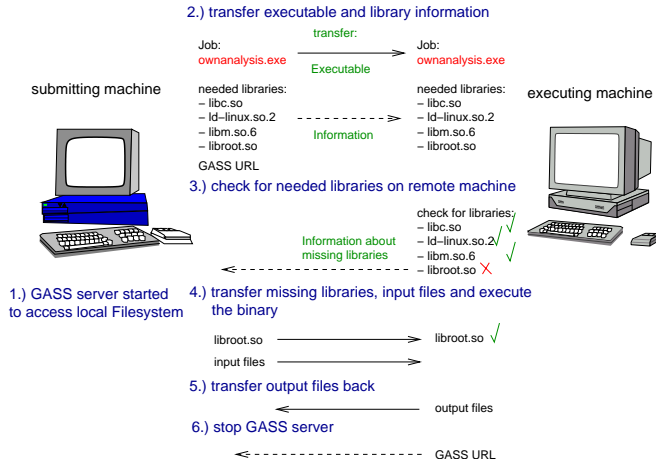 2.) transfer executable and library information
transfer:
Job:
ownanalysis.exe
Executable
Job:
ownanalysis.exe
submitting machine
executing machine
needed libraries:
– libc.so
– ld–linux.so.2
– libm.so.6
– libroot.so
Information
needed libraries:
– libc.so
– ld–linux.so.2
– libm.so.6
– libroot.so
GASS URL
3.) check for needed libraries on remote machine
check for libraries:
– libc.so
– ld–linux.so.2
– libm.so.6
– libroot.so
Information about
missing libraries
1.) GASS server started
to access local Filesystem
4.) transfer missing libraries, input files and execute
the binary
libroot.so
libroot.so
input files
5.) transfer output files back
output files
6.) stop GASS server
GASS URL